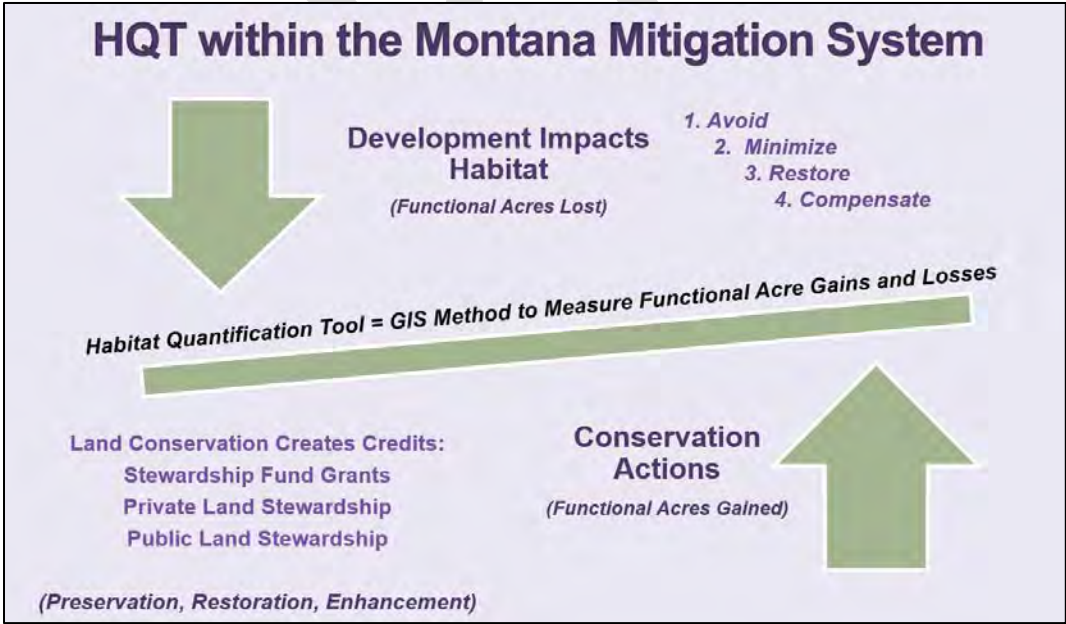 HQT within the Montana Mitigation System
Development Impacts
Habitat
(Functional Acres Lost)
1. Avoid
2. Minimize
3. Restore
4. Compensate
Habitat Quantification Tool = GIS Method to Measure Functional Acre Gains and Losses
Land Conservation Creates Credits:
Stewardship Fund Grants
Private Land Stewardship
Public Land Stewardship
(Preservation, Restoration, Enhancement)
Conservation
Actions
(Functional Acres Gained)